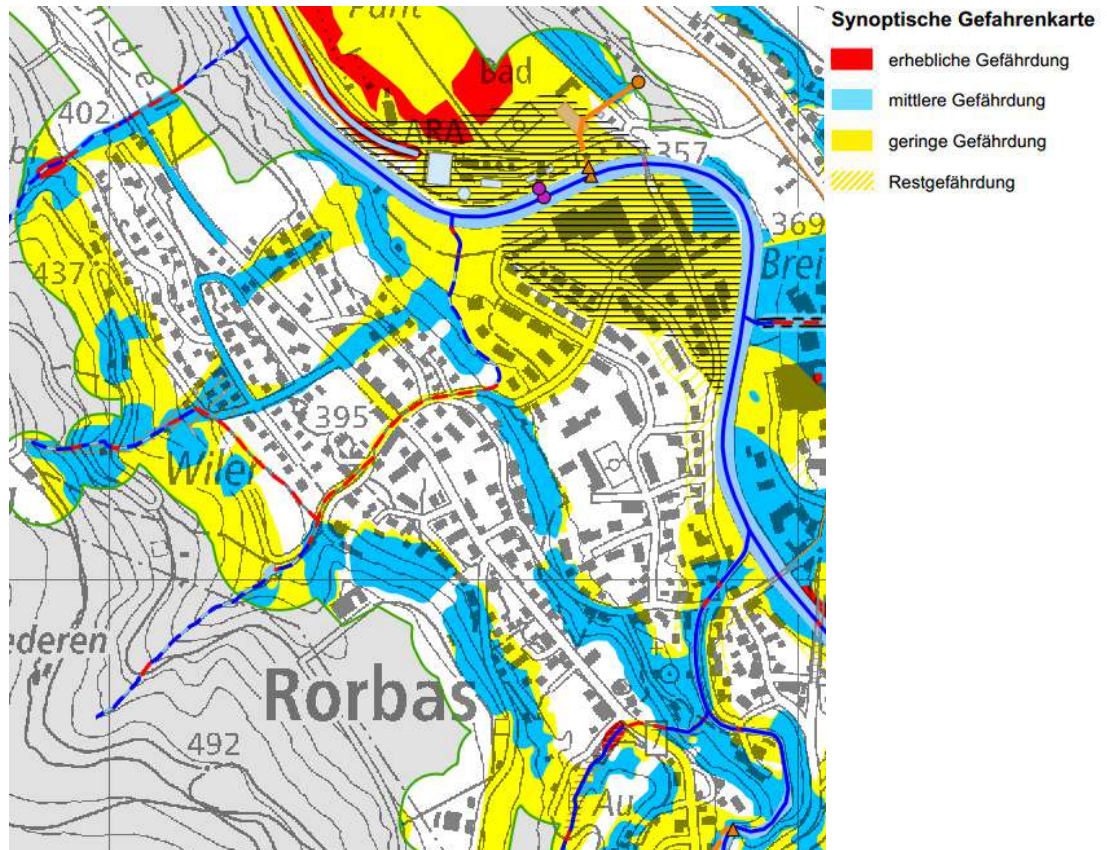 Synoptische Gefahrenkarte
erhebliche Gefährdung
mittlere Gefährdung
geringe Gefährdung
Restgefährdung
Bad
402
ARA
357
369
Brei
437
395
Wiler
ederen
Rorbas
492
7
Au